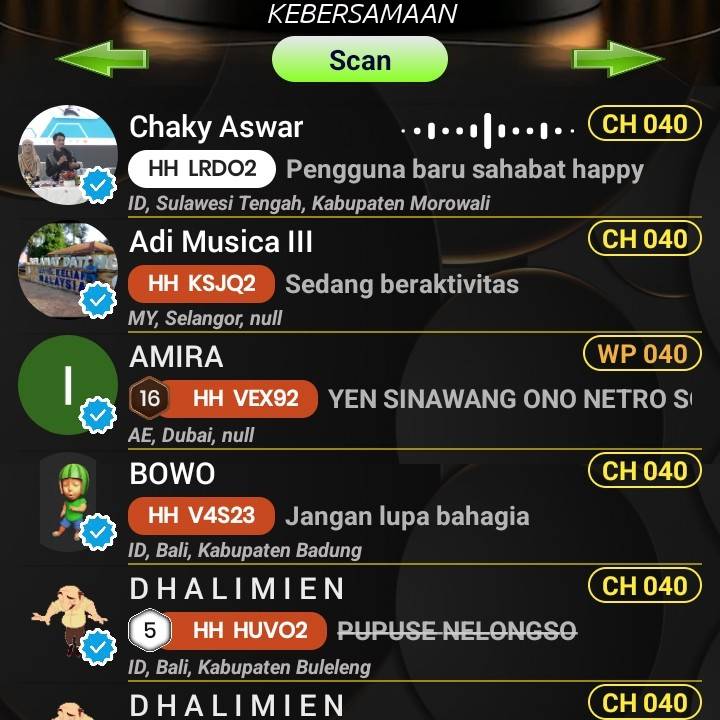 KEBERSAMAAN
Scan
Chaky Aswar
CH 040
HH LRDO2 Pengguna baru sahabat happy
ID, Sulawesi Tengah, Kabupaten Morowali
Adi Musica III
CH 040
HH KSJQ2 Sedang beraktivitas
MY, Selangor, null
I
AMIRA
WP 040
16 HH VEX92 YEN SINAWANG ONO NETRO
AE, Dubai, null
BOWO
CH 040
HH V4S23 Jangan lupa bahagia
ID, Bali, Kabupaten Badung
D H A L I M I E N
CH 040
5 HH HUVO2 PUPUSE NELONGSO
ID, Bali, Kabupaten Buleleng
D H A L I M I E N
CH 040